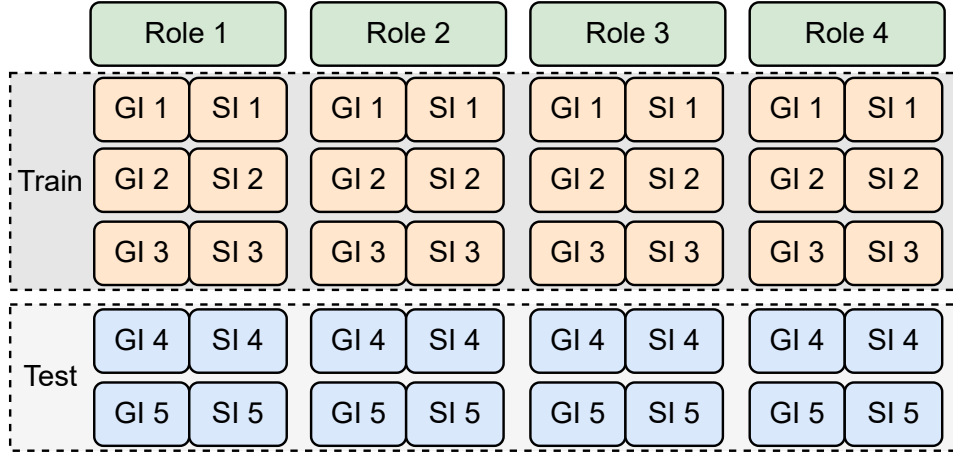 Role 1 Role 2 Role 3 Role 4
GI 1 SI 1 GI 1 SI 1 GI 1 SI 1 GI 1 SI 1
Train GI 2 SI 2 GI 2 SI 2 GI 2 SI 2 GI 2 SI 2
GI 3 SI 3 GI 3 SI 3 GI 3 SI 3 GI 3 SI 3
GI 4 SI 4 GI 4 SI 4 GI 4 SI 4 GI 4 SI 4
Test
GI 5 SI 5 GI 5 SI 5 GI 5 SI 5 GI 5 SI 5